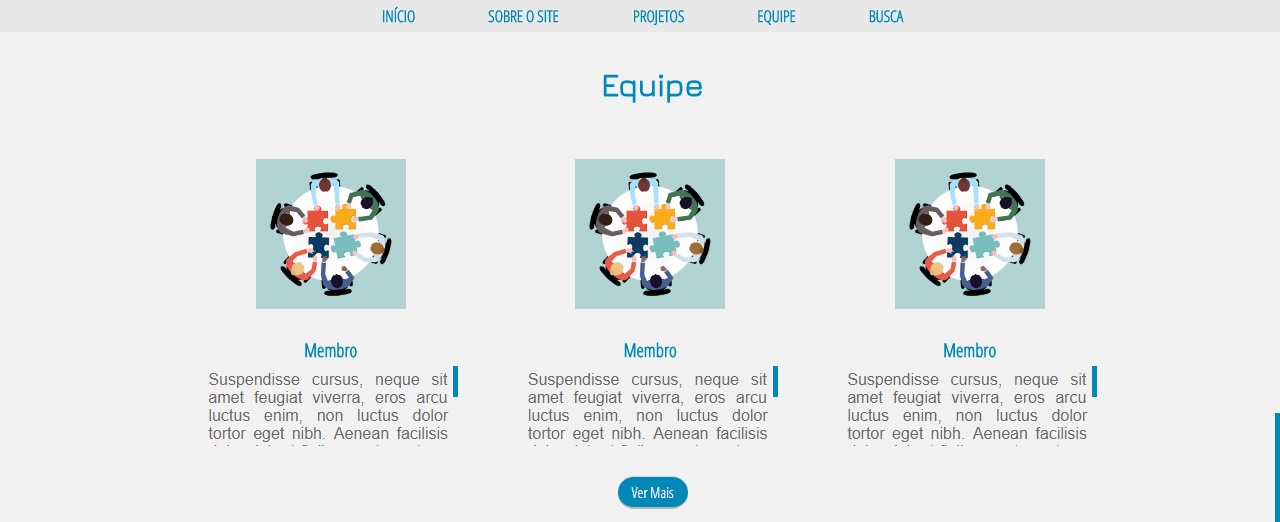 INÍCIO SOBRE O SITE PROJETOS EQUIPE BUSCA
Equipe
Membro
Suspendisse cursus, neque sit
amet feugiat viverra, eros arcu
luctus enim, non luctus dolor
tortor eget nibh. Aenean facilisis
Membro
Suspendisse cursus, neque sit
amet feugiat viverra, eros arcu
luctus enim, non luctus dolor
tortor eget nibh. Aenean facilisis
Membro
Suspendisse cursus, neque sit
amet feugiat viverra, eros arcu
luctus enim, non luctus dolor
tortor eget nibh. Aenean facilisis
Ver Mais